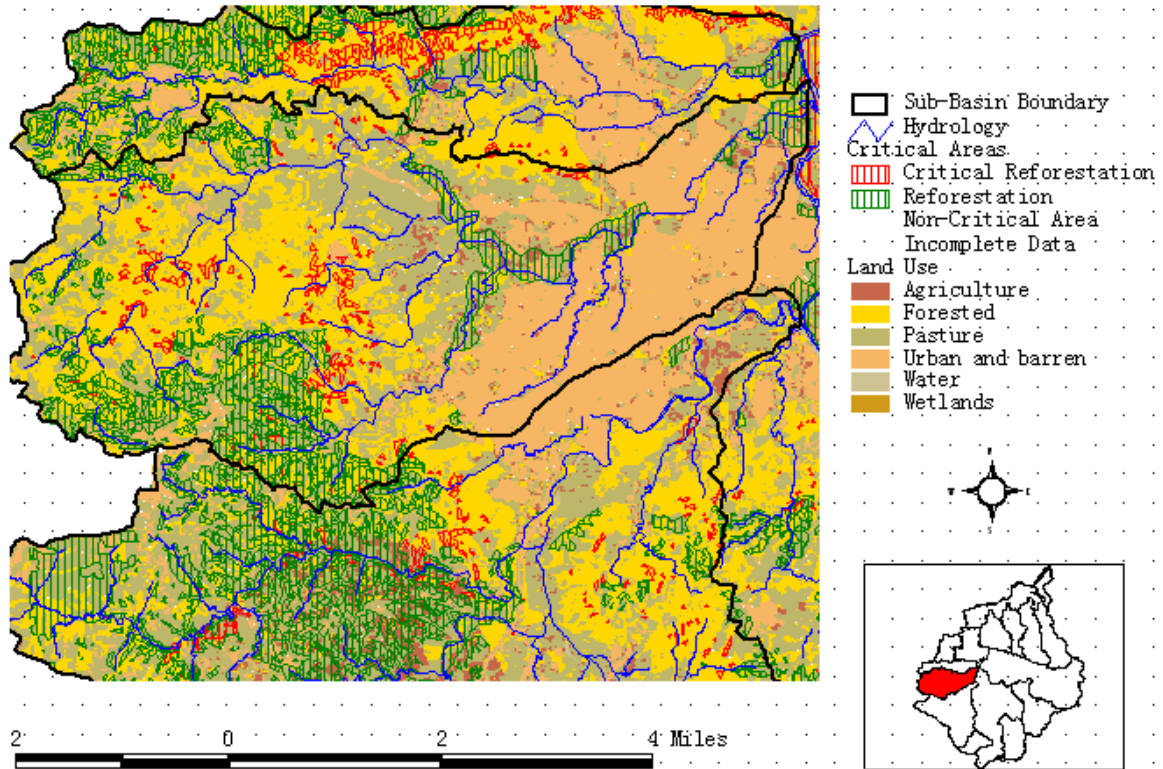 Sub-Basin Boundary
Hydrology
Critical Areas
Critical Reforestation
Reforestation
Non-Critical Area
Incomplete Data
Land Use
Agriculture
Forested
Pasture
Urban and barren
Water
Wetlands
2 0 2 4 Miles